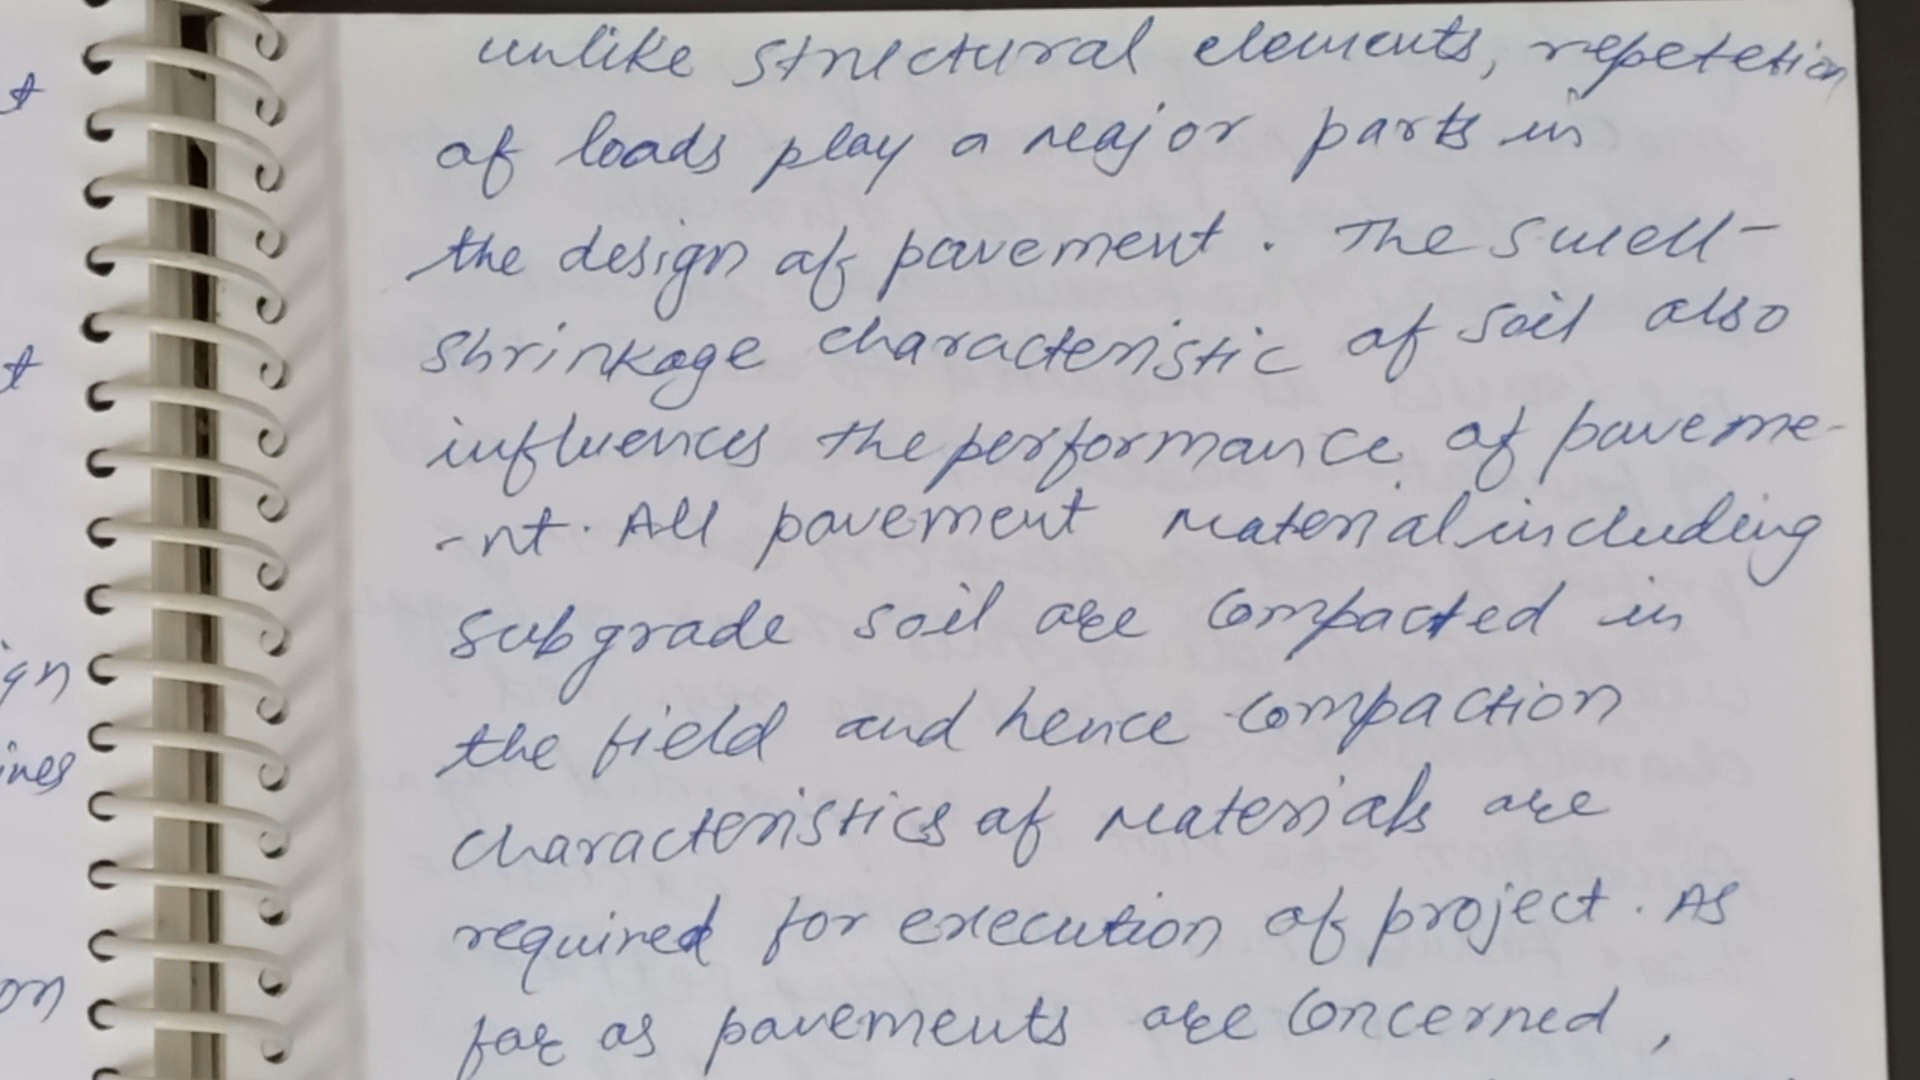 unlike structural elements, repetetion
of loads play a major parts in
the design of pavement. The swell-
shrinkage characteristic of soil also
influences the performance of paveme-
-nt. All pavement material including
subgrade soil are compacted in
the field and hence compaction
characteristics of materials are
required for execution of project. As
far as pavements are concerned,